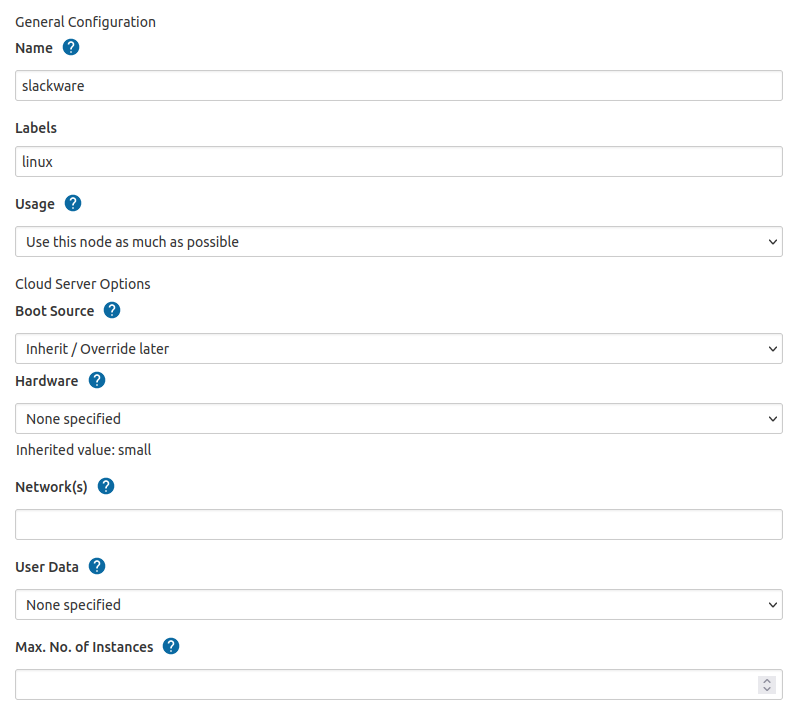 General Configuration
Name ?
slackware
Labels
linux
Usage ?
Use this node as much as possible
Cloud Server Options
Boot Source ?
Inherit / Override later
Hardware ?
None specified
Inherited value: small
Network(s) ?
User Data ?
None specified
Max. No. of Instances ?